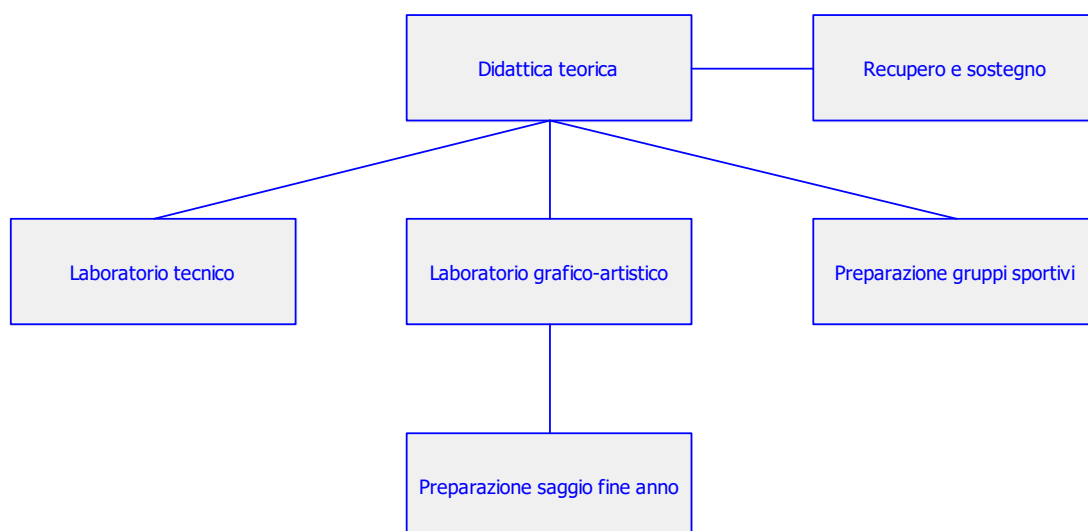 Didattica teorica
Recupero e sostegno
Laboratorio tecnico
Laboratorio grafico-artistico
Preparazione gruppi sportivi
Preparazione saggio fine anno